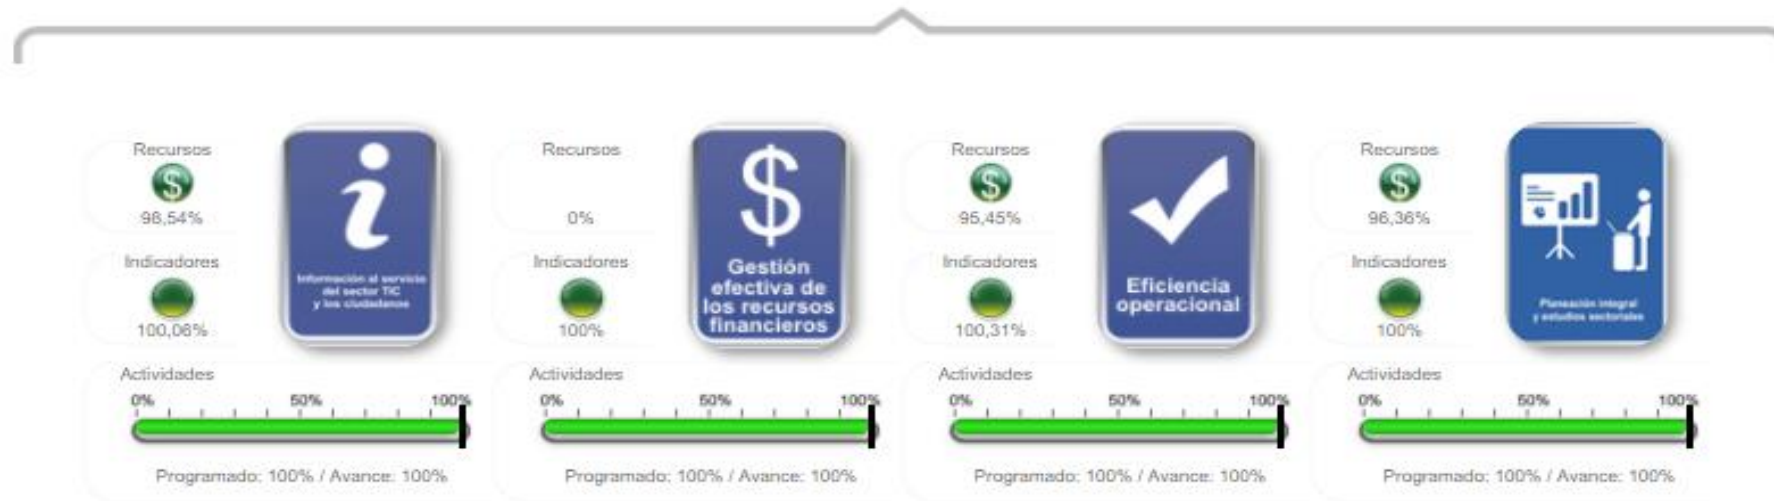 Recursos
$
98,54%
Indicadores
100,06%
i
Información al servicio
del sector TIC
y los ciudadanos
Actividades
0% 50% 100%
Programado: 100% / Avance: 100%
Recursos
0%
Indicadores
100%
$
Gestión
efectiva de
los recursos
financieros
Actividades
0% 50% 100%
Programado: 100% / Avance: 100%
Recursos
$
95,45%
Indicadores
100,31%
Eficiencia
operacional
Actividades
0% 50% 100%
Programado: 100% / Avance: 100%
Recursos
$
96,36%
Indicadores
100%
Planeación integral
y estudios sectoriales
Actividades
0% 50% 100%
Programado: 100% / Avance: 100%